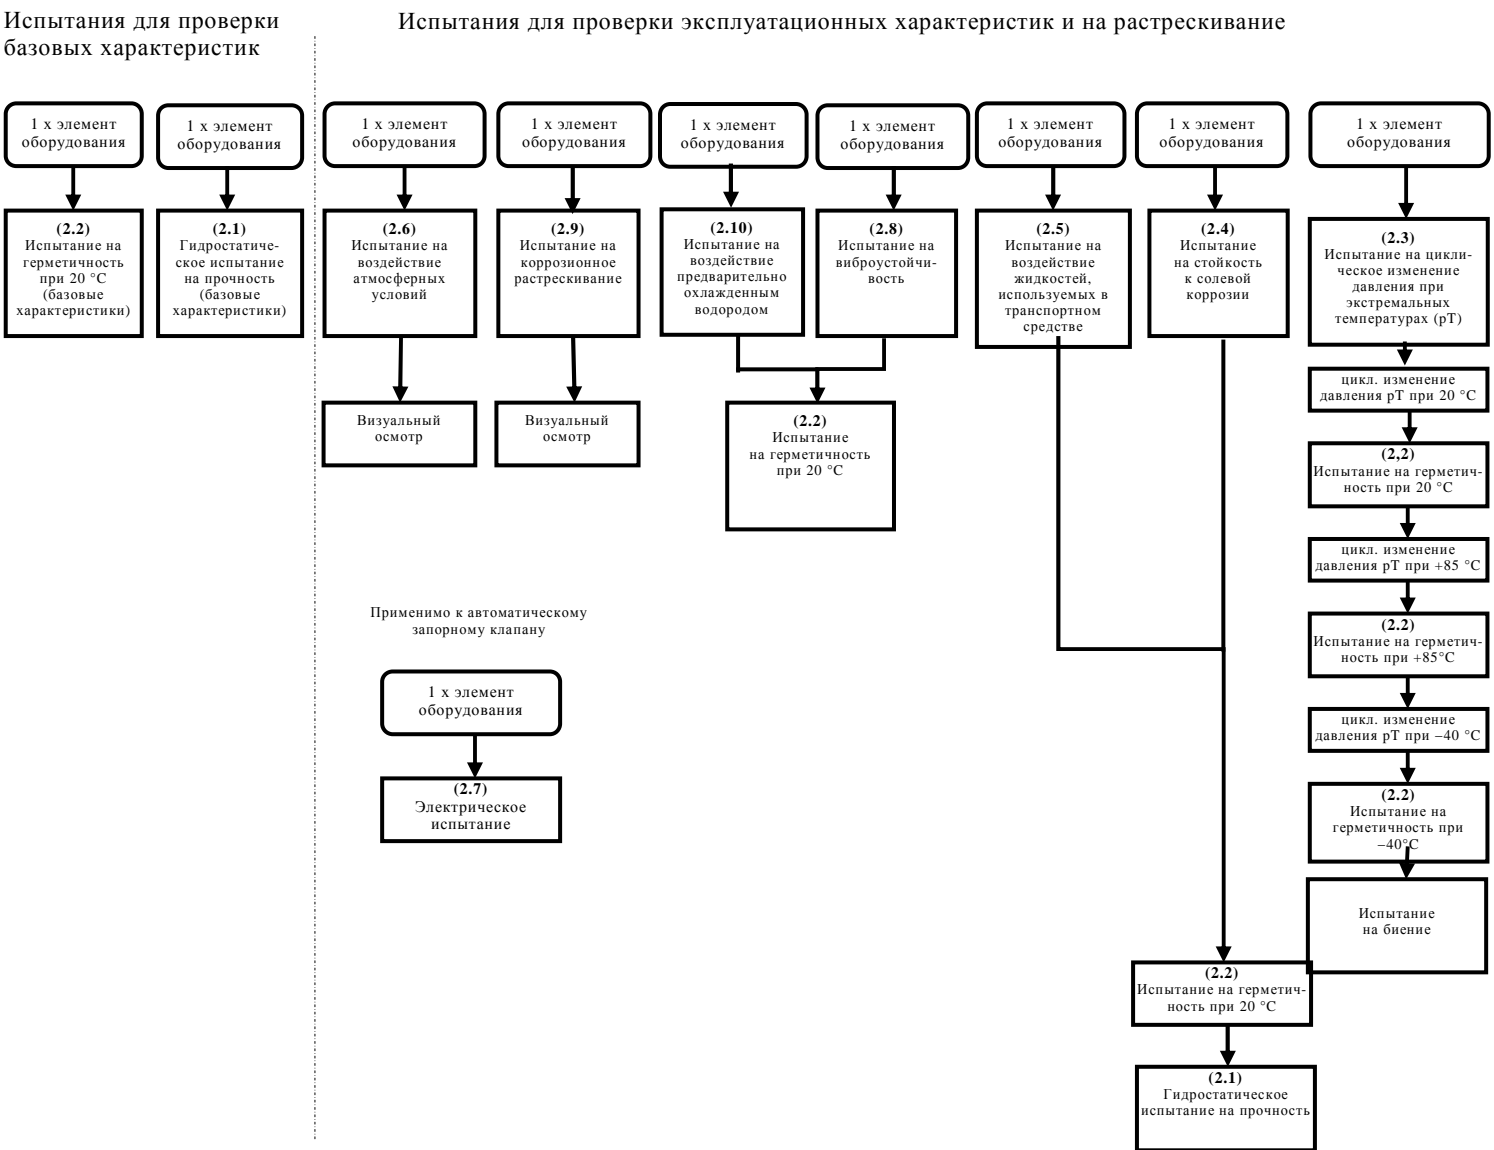 Испытания для проверки
базовых характеристик
Испытания для проверки эксплуатационных характеристик и на растрескивание
1 x элемент
оборудования
1 x элемент
оборудования
1 x элемент
оборудования
1 x элемент
оборудования
1 x элемент
оборудования
1 x элемент
оборудования
1 x элемент
оборудования
1 x элемент
оборудования
1 x элемент
оборудования
(2.2)
Испытание на
герметичность
при 20 °C
(базовые
характеристики)
(2.1)
Гидростатиче-
ское испытание
на прочность
(базовые
характеристики)
(2.6)
Испытание на
воздействие
атмосферных
условий
(2.9)
Испытание на
коррозионное
растрескивание
(2.10)
Испытание на
воздействие
предварительно
охлажденным
водородом
(2.8)
Испытание на
виброустойчи-
вость
(2.5)
Испытание на
воздействие
жидкостей,
используемых в
транспортном
средстве
(2.4)
Испытание
на стойкость
к солевой
коррозии
(2.3)
Испытание на цикли-
ческое изменение
давления при
экстремальных
температурах (pT)
Визуальный
осмотр
Визуальный
осмотр
(2.2)
Испытание
на герметичность
при 20 °C
цикл. изменение
давления pT при 20 °C
(2,2)
Испытание на герметич-
ность при 20 °C
цикл. изменение
давления pT при +85 °C
(2.2)
Испытание на герметич-
ность при +85°C
цикл. изменение
давления pT при –40 °C
(2.2)
Испытание на
герметичность при
–40°C
Испытание
на биение
Применимо к автоматическому
запорному клапану
1 x элемент
оборудования
(2.7)
Электрическое
испытание
(2.2)
Испытание на герметич-
ность при 20 °C
(2.1)
Гидростатическое
испытание на прочность